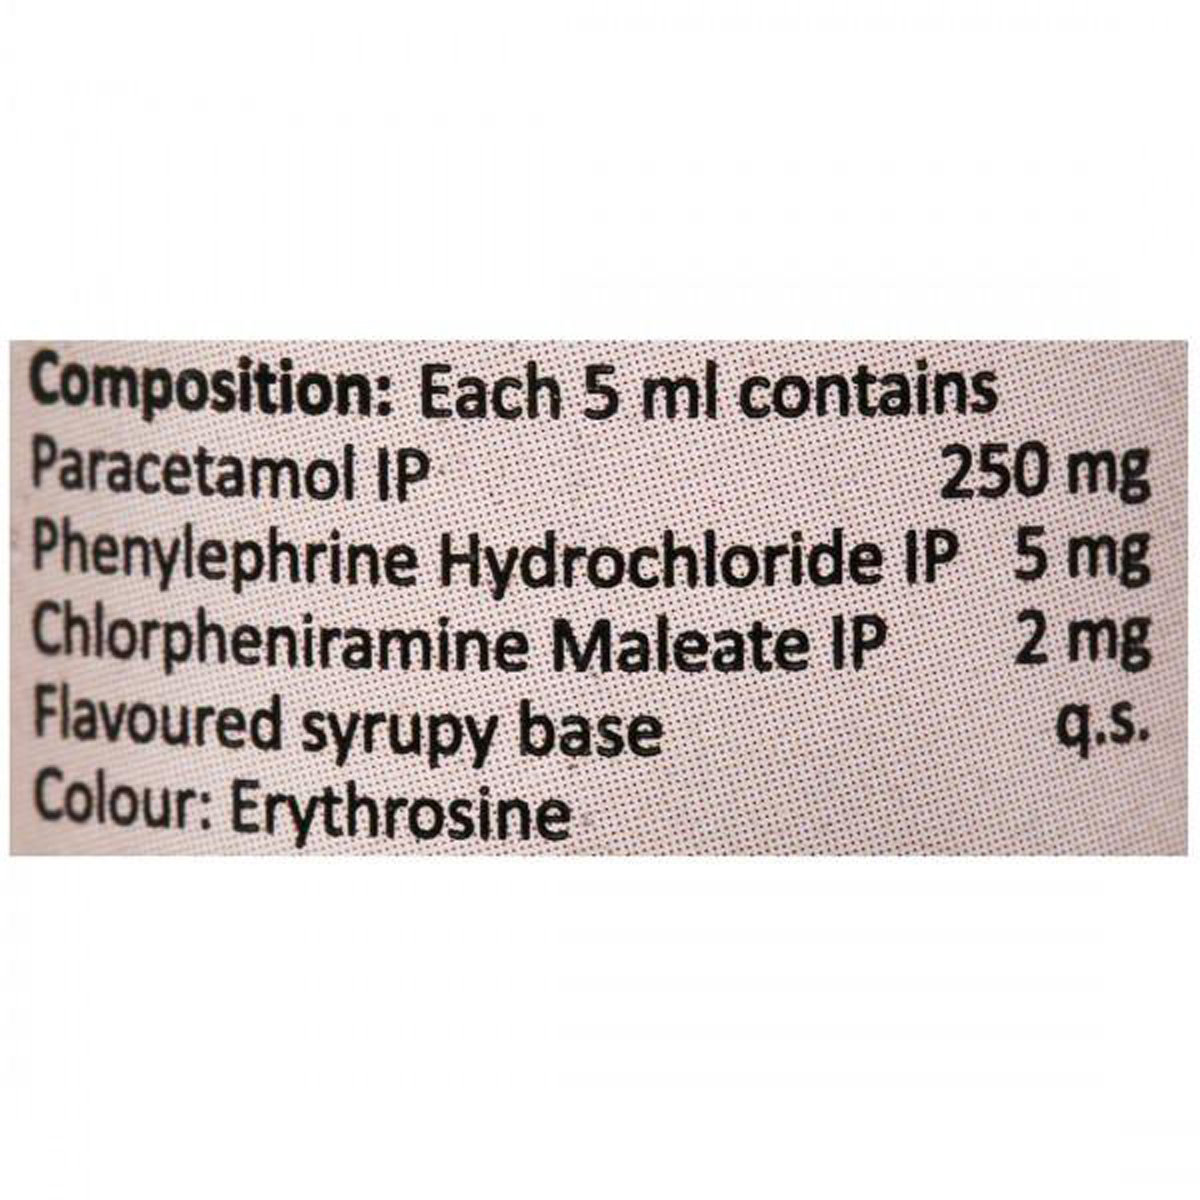 Composition: Each 5 ml contains
Paracetamol IP 250 mg
Phenylephrine Hydrochloride IP 5 mg
Chlorpheniramine Maleate IP 2 mg
Flavoured syrupy base q.s.
Colour: Erythrosine